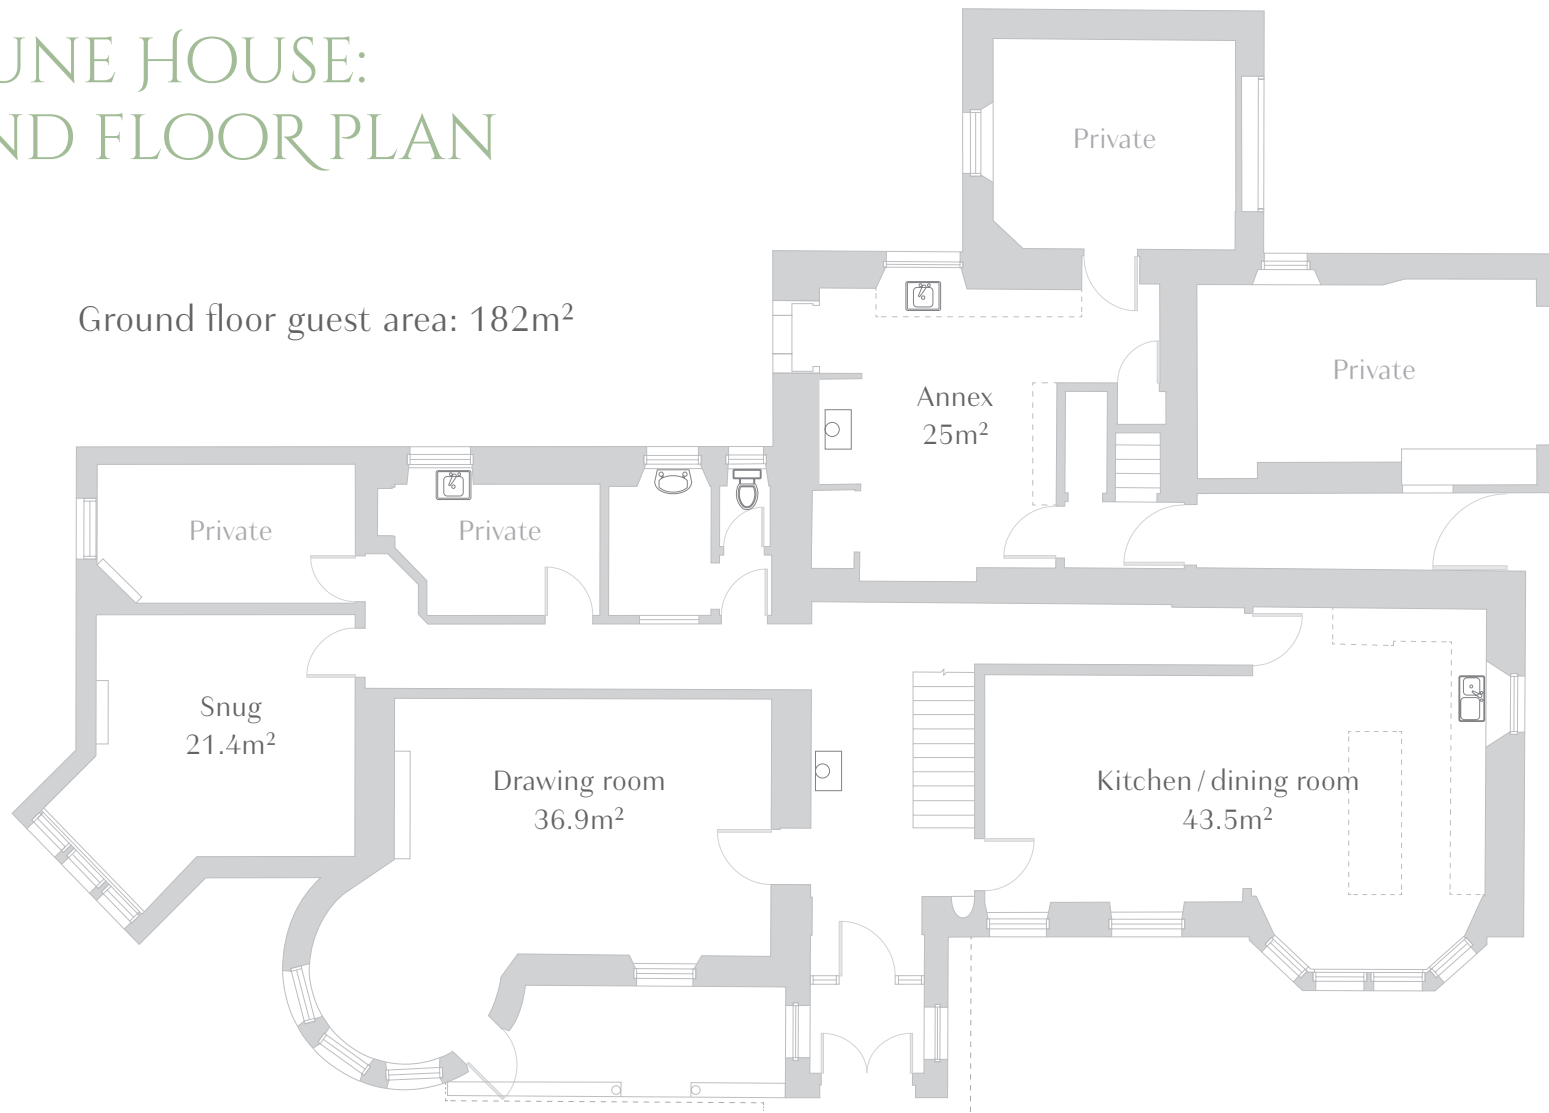 UNE HOUSE:
ND FLOOR PLAN
Ground floor guest area: 182m²
Private
Private
Annex
25m²
Private
Private
Snug
21.4m²
Drawing room
36.9m²
Kitchen / dining room
43.5m²